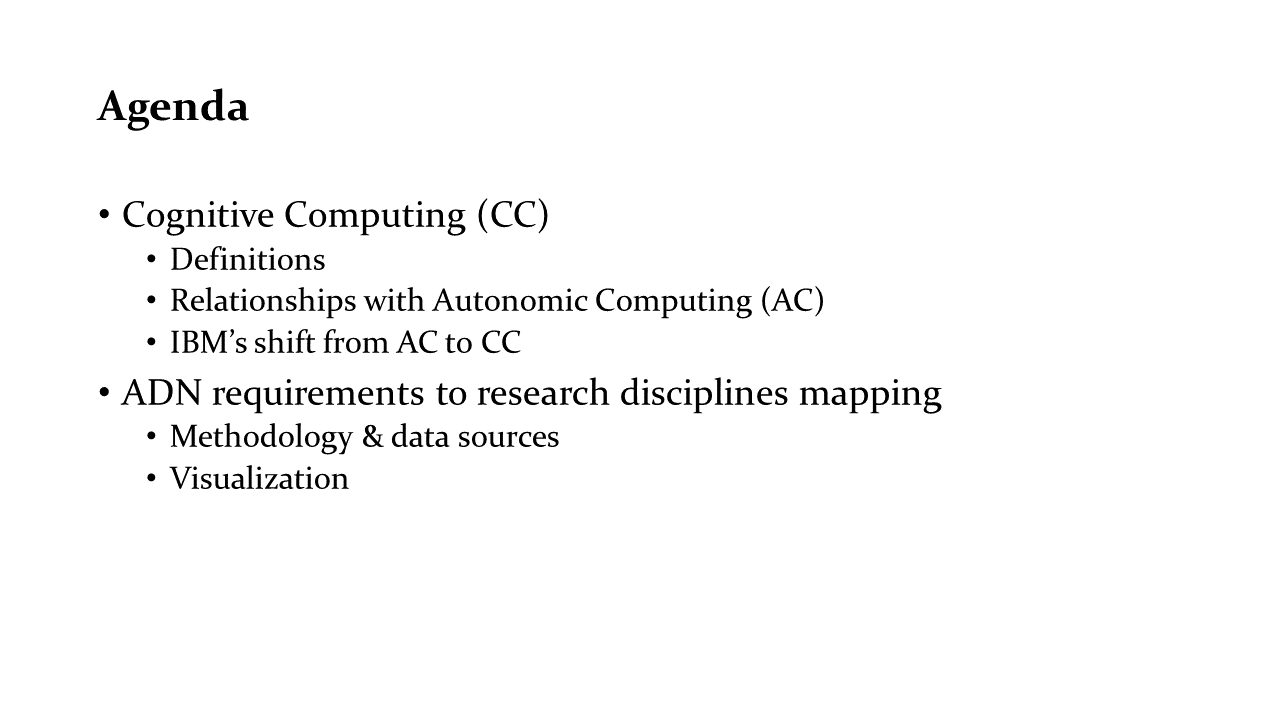 Agenda
• Cognitive Computing (CC)
• Definitions
• Relationships with Autonomic Computing (AC)
• IBM’s shift from AC to CC
• ADN requirements to research disciplines mapping
• Methodology & data sources
• Visualization